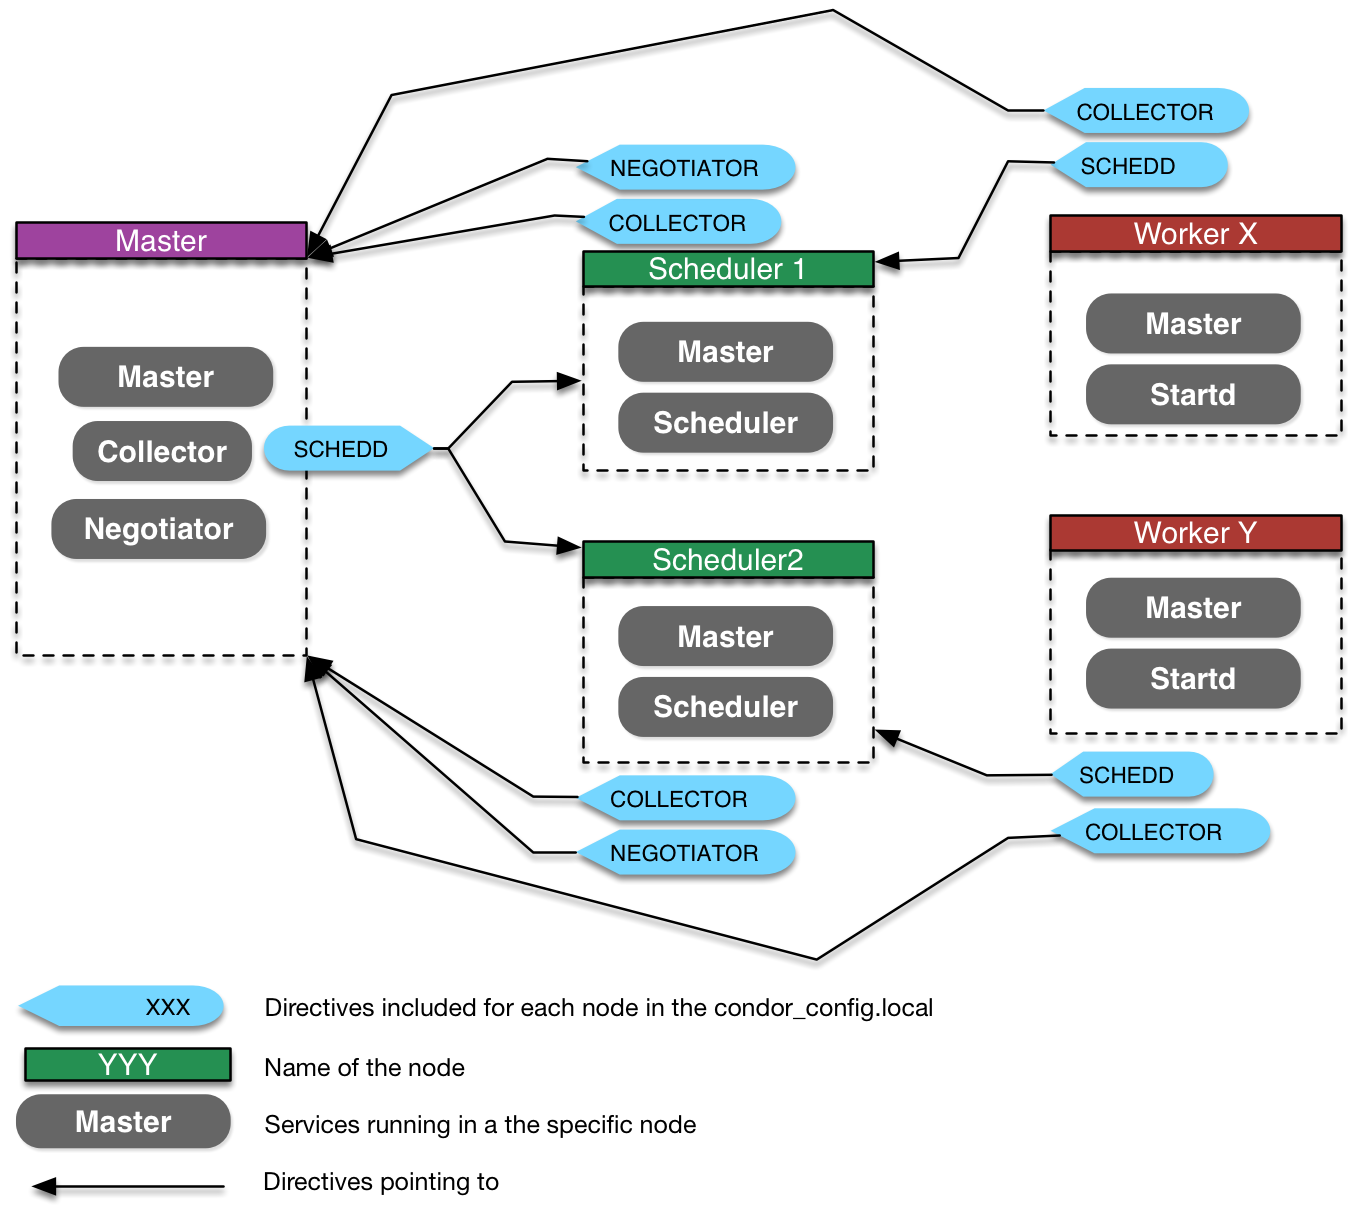 COLLECTOR
SCHEDD
NEGOTIATOR
COLLECTOR
Master
Master
Collector
Negotiator
SCHEDD
Scheduler 1
Master
Scheduler
Worker X
Master
Startd
Scheduler2
Master
Scheduler
Worker Y
Master
Startd
COLLECTOR
NEGOTIATOR
SCHEDD
COLLECTOR
XXX
Directives included for each node in the condor_config.local
YYY
Name of the node
Master
Services running in a the specific node
Directives pointing to